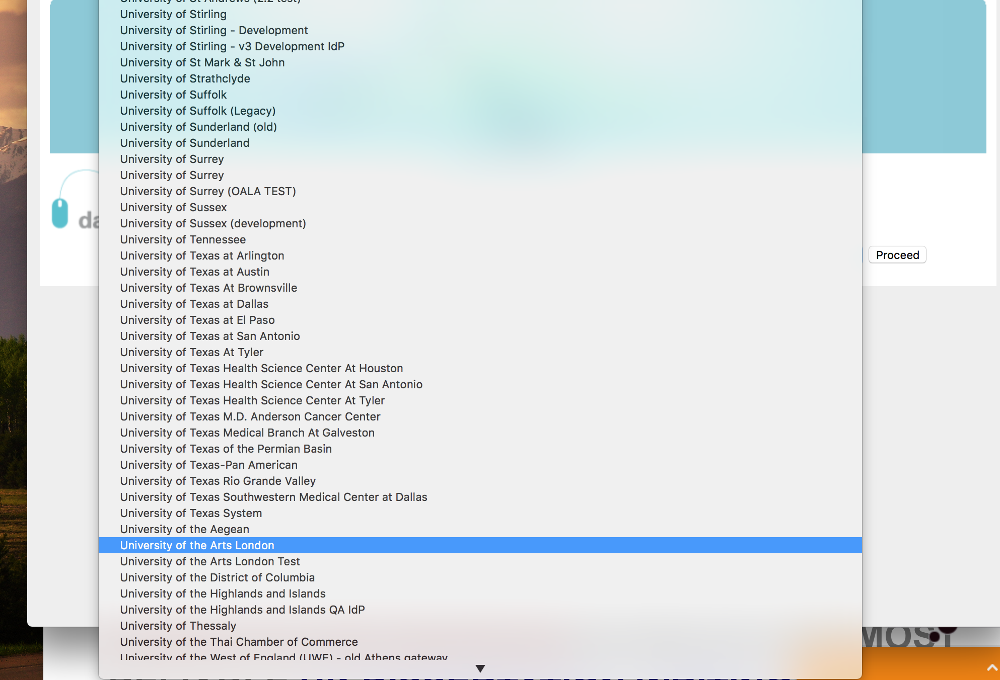 University of St Andrews (2.2 test)
University of Stirling
University of Stirling - Development
University of Stirling - v3 Development IdP
University of St Mark & St John
University of Strathclyde
University of Suffolk
University of Suffolk (Legacy)
University of Sunderland (old)
University of Sunderland
University of Surrey
University of Surrey
University of Surrey (OALA TEST)
University of Sussex
da
University of Sussex (development)
University of Tennessee
University of Texas at Arlington
Proceed
University of Texas at Austin
University of Texas At Brownsville
University of Texas at Dallas
University of Texas at El Paso
University of Texas at San Antonio
University of Texas At Tyler
University of Texas Health Science Center At Houston
University of Texas Health Science Center At San Antonio
University of Texas Health Science Center At Tyler
University of Texas M.D. Anderson Cancer Center
University of Texas Medical Branch At Galveston
University of Texas of the Permian Basin
University of Texas-Pan American
University of Texas Rio Grande Valley
University of Texas Southwestern Medical Center at Dallas
University of Texas System
University of the Aegean
University of the Arts London
University of the Arts London Test
University of the District of Columbia
University of the Highlands and Islands
University of the Highlands and Islands QA IdP
University of Thessaly
University of the Thai Chamber of Commerce
MOST
University of the West of England (UWE) - old Athens gateway